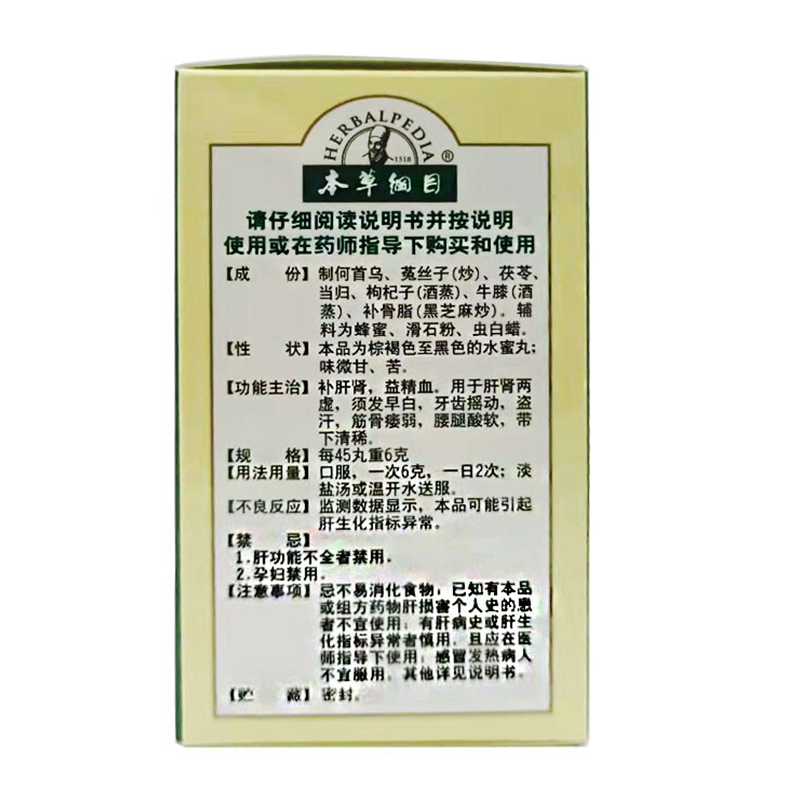 HERBALPEDIA
1518
®
本草纲目
请仔细阅读说明书并按说明
使用或在药师指导下购买和使用
【成 份】制何首乌、菟丝子(炒)、茯苓、
当归、枸杞子(酒蒸)、牛膝(酒
蒸)、补骨脂(黑芝麻炒)。辅
料为蜂蜜、滑石粉、虫白蜡。
【性 状】本品为棕褐色至黑色的水蜜丸；
味微甘、苦。
【功能主治】补肝肾，益精血。用于肝肾两
虚，须发早白，牙齿摇动，盗
汗，筋骨痿弱，腰腿酸软，带
下清稀。
【规 格】每45丸重6克
【用法用量】口服，一次6克，一日2次；淡
盐汤或温开水送服。
【不良反应】监测数据显示，本品可能引起
肝生化指标异常。
【禁 忌】
1.肝功能不全者禁用.
2.孕妇禁用.
【注意事项】忌不易消化食物；已知有本品
或组方药物肝损害个人史的患
者不宜使用；有肝病史或肝生
化指标异常者慎用，且应在医
师指导下使用；感冒发热病人
不宜服用。其他详见说明书。
【贮 藏】密封。